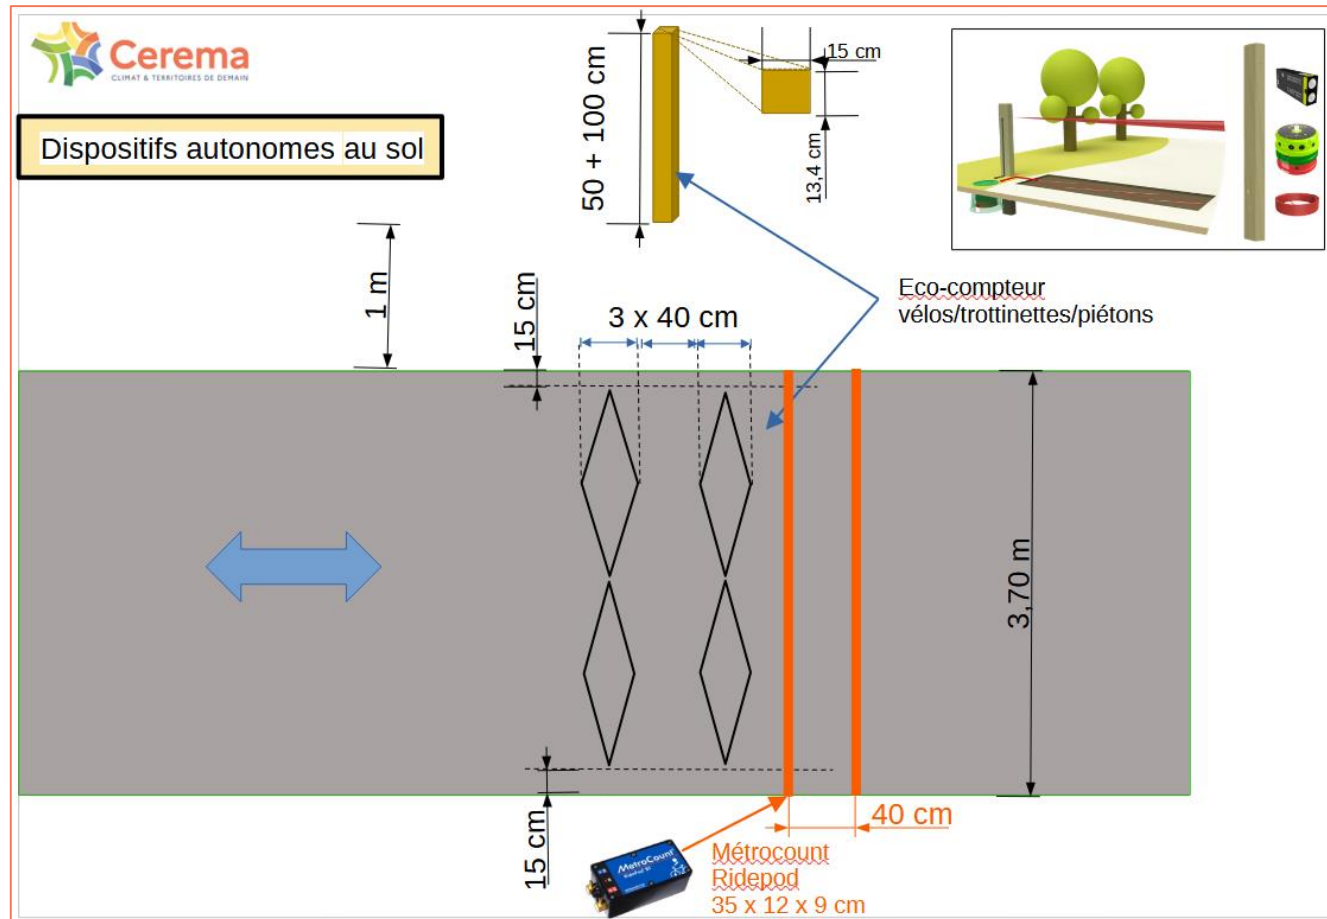 Cerema
CLIMAT & TERRITOIRES DE DEMAIN
Dispositifs autonomes au sol
50 + 100 cm
15 cm
13,4 cm
1 m
15 cm
3 x 40 cm
Eco-compteur
vélos/trottinettes/piétons
3,70 m
15 cm
40 cm
MetroCount
Métrocount
Ridepod
35 x 12 x 9 cm